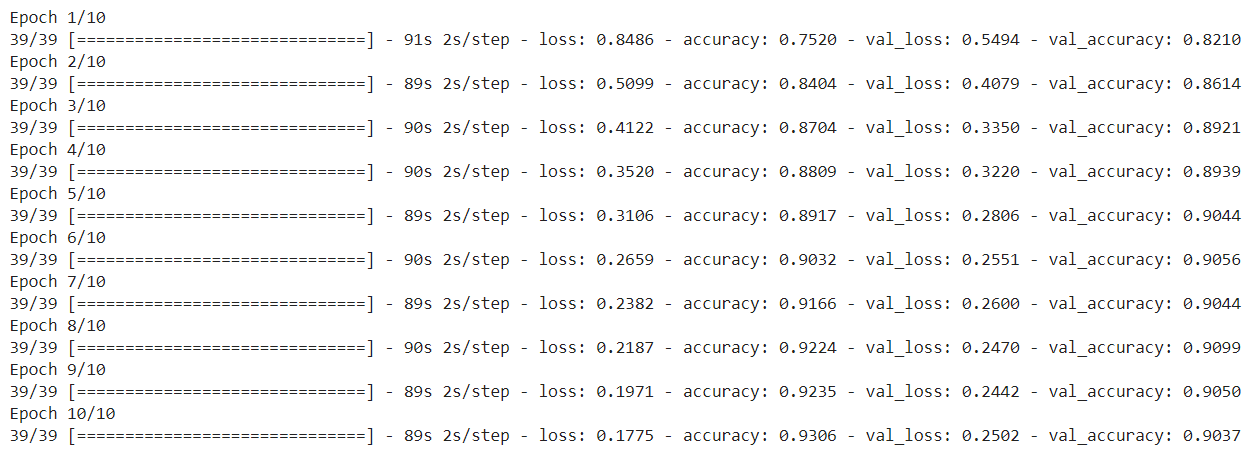 Epoch 1/10
39/39 [==============================] - 91s 2s/step - loss: 0.8486 - accuracy: 0.7520 - val_loss: 0.5494 - val_accuracy: 0.8210
Epoch 2/10
39/39 [==============================] - 89s 2s/step - loss: 0.5099 - accuracy: 0.8404 - val_loss: 0.4079 - val_accuracy: 0.8614
Epoch 3/10
39/39 [==============================] - 90s 2s/step - loss: 0.4122 - accuracy: 0.8704 - val_loss: 0.3350 - val_accuracy: 0.8921
Epoch 4/10
39/39 [==============================] - 90s 2s/step - loss: 0.3520 - accuracy: 0.8809 - val_loss: 0.3220 - val_accuracy: 0.8939
Epoch 5/10
39/39 [==============================] - 89s 2s/step - loss: 0.3106 - accuracy: 0.8917 - val_loss: 0.2806 - val_accuracy: 0.9044
Epoch 6/10
39/39 [==============================] - 90s 2s/step - loss: 0.2659 - accuracy: 0.9032 - val_loss: 0.2551 - val_accuracy: 0.9056
Epoch 7/10
39/39 [==============================] - 89s 2s/step - loss: 0.2382 - accuracy: 0.9166 - val_loss: 0.2600 - val_accuracy: 0.9044
Epoch 8/10
39/39 [==============================] - 90s 2s/step - loss: 0.2187 - accuracy: 0.9224 - val_loss: 0.2470 - val_accuracy: 0.9099
Epoch 9/10
39/39 [==============================] - 89s 2s/step - loss: 0.1971 - accuracy: 0.9235 - val_loss: 0.2442 - val_accuracy: 0.9050
Epoch 10/10
39/39 [==============================] - 89s 2s/step - loss: 0.1775 - accuracy: 0.9306 - val_loss: 0.2502 - val_accuracy: 0.9037